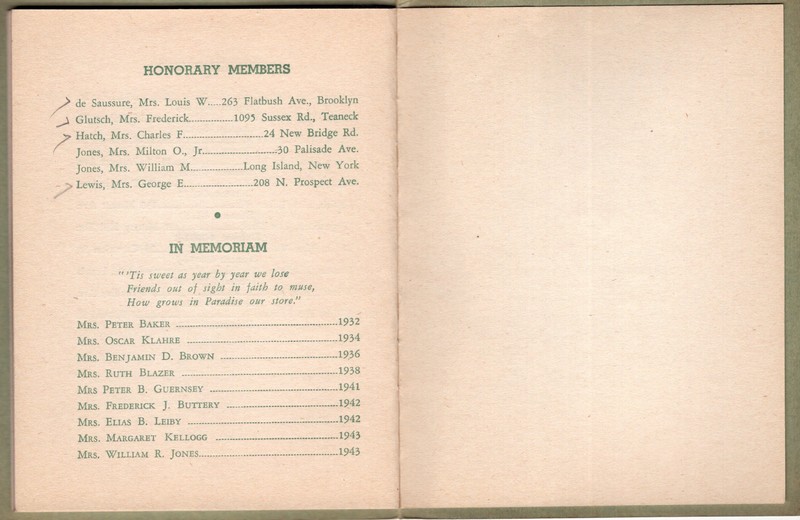 HONORARY MEMBERS
de Saussure, Mrs. Louis W.....263 Flatbush Ave., Brooklyn
Glutsch, Mrs. Frederick...............1095 Sussex Rd., Teaneck
Hatch, Mrs. Charles F...........................24 New Bridge Rd.
Jones, Mrs. Milton O., Jr.........................30 Palisade Ave.
Jones, Mrs. William M..................Long Island, New York
Lewis, Mrs. George E.......................208 N. Prospect Ave.
IN MEMORIAM
" 'Tis sweet as year by year we lose
Friends out of sight in faith to muse,
How grows in Paradise our store."
MRS. PETER BAKER ......................................................1932
MRS. OSCAR KLAHRE ..................................................1934
MRS. BENJAMIN D. BROWN .......................................1936
MRS. RUTH BLAZER ....................................................1938
MRS PETER B. GUERNSEY ...........................................1941
MRS. FREDERICK J. BUTTERY .....................................1942
MRS. ELIAS B. LEIBY ..................................................1942
MRS. MARGARET KELLOGG .........................................1943
MRS. WILLIAM R. JONES..............................................1943